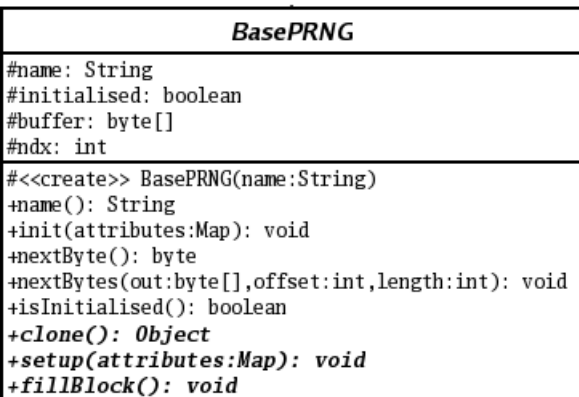 BasePRNG
#name: String
#initialised: boolean
#buffer: byte[]
#ndx: int
#<<create>> BasePRNG(name:String)
+name(): String
+init(attributes:Map): void
+nextByte(): byte
+nextBytes(out:byte[],offset:int,length:int): void
+isInitialised(): boolean
+clone(): Object
+setup(attributes:Map): void
+fillBlock(): void